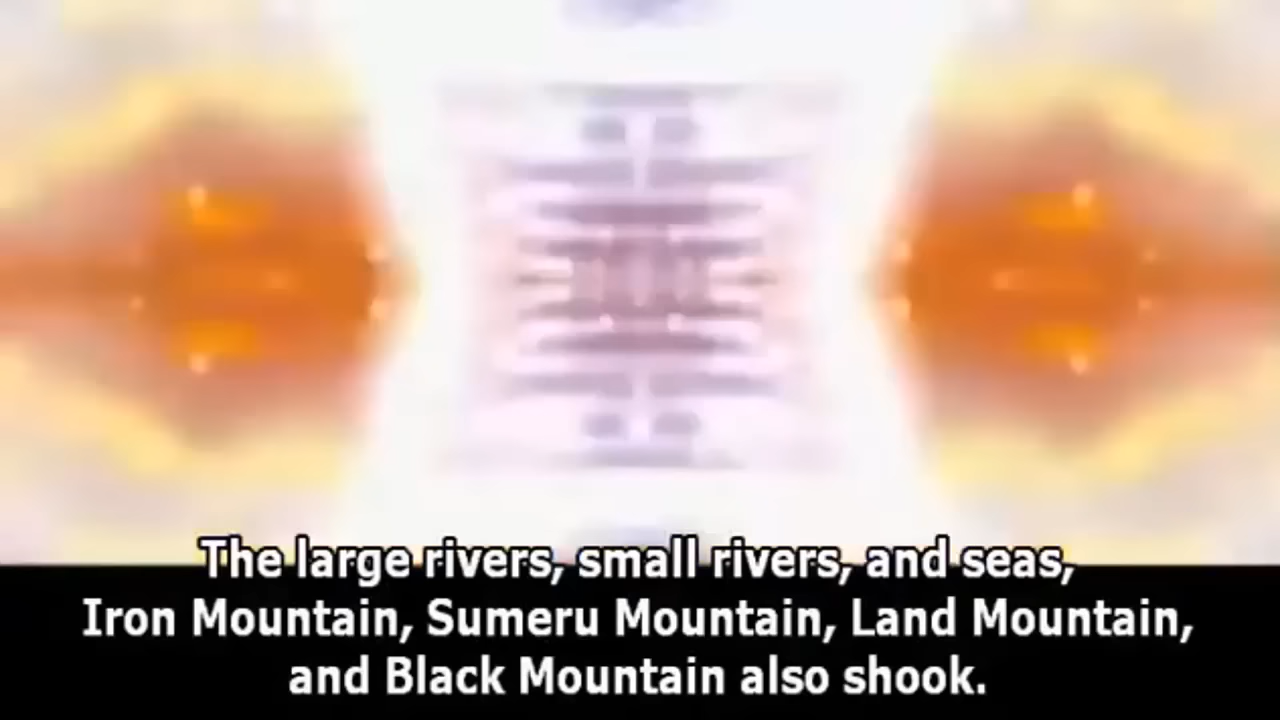 The large rivers, small rivers, and seas,
Iron Mountain, Sumeru Mountain, Land Mountain,
and Black Mountain also shook.